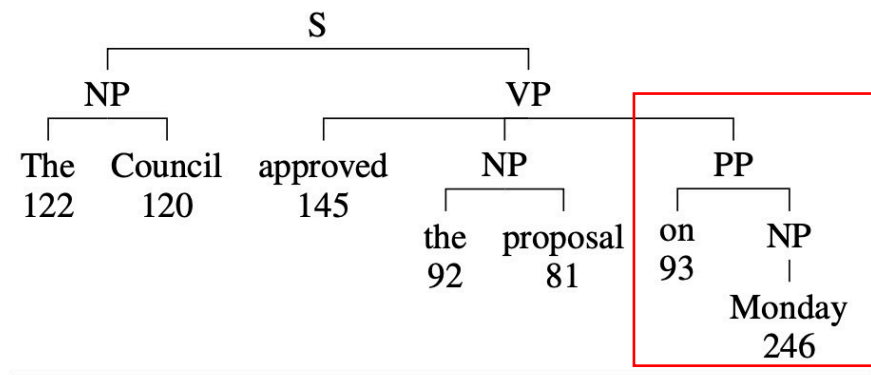 S
NP VP
The Council approved NP PP
122 120 145
the proposal on NP
92 81 93
Monday
246